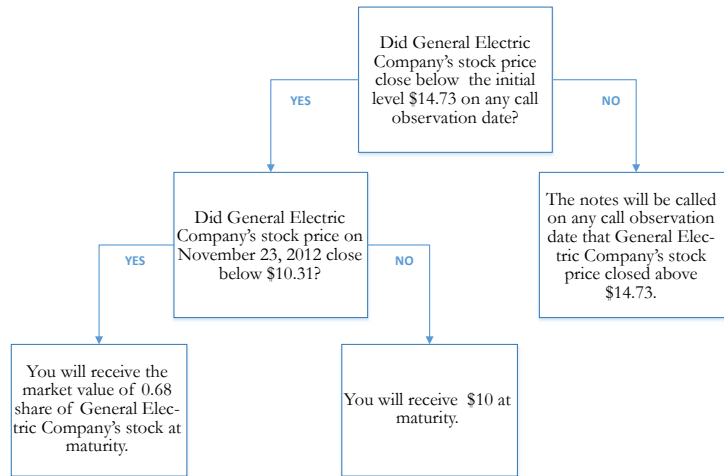 Did General Electric
Company's stock price
close below the initial
level $14.73 on any call
observation date?
YES
NO
Did General Electric
Company's stock price on
November 23, 2012 close
below $10.31?
The notes will be called
on any call observation
date that General Elec-
tric Company's stock
price closed above
$14.73.
YES
NO
You will receive the
market value of 0.68
share of General Elec-
tric Company's stock at
maturity.
You will receive $10 at
maturity.